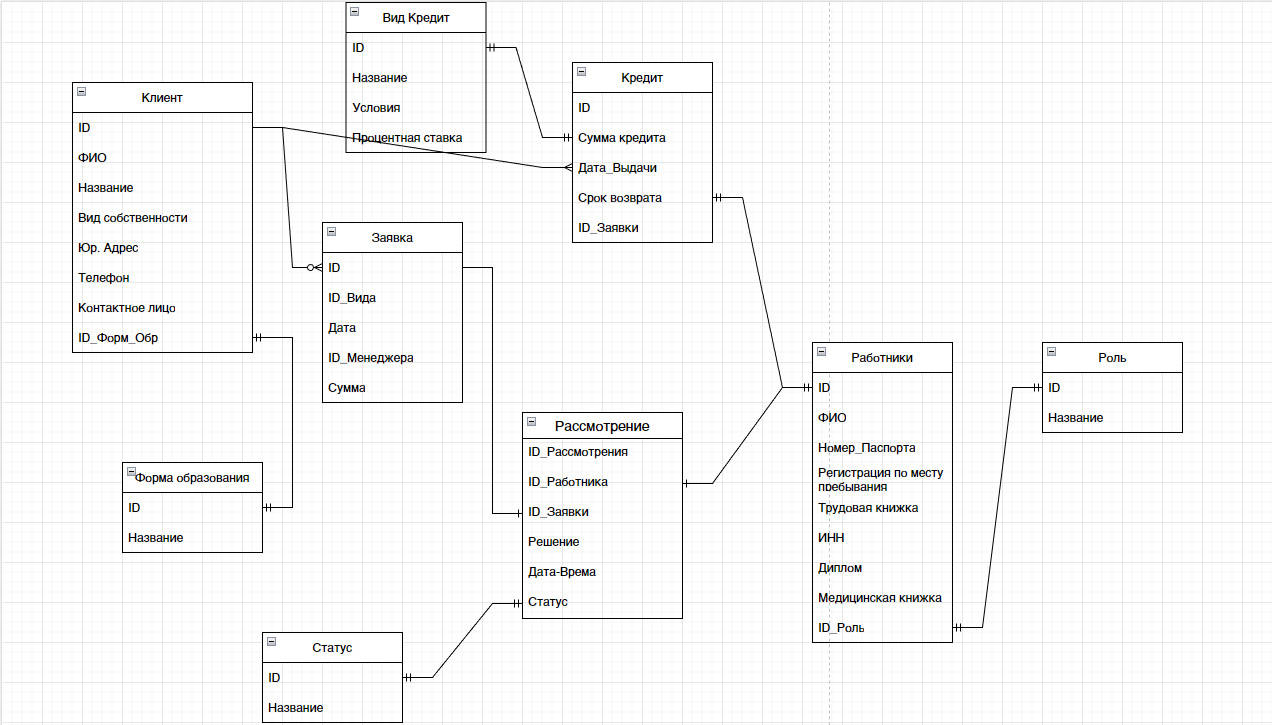 Вид Кредит
ID
Название
Условия
Процентная ставка
Кредит
ID
Сумма кредита
Дата_Выдачи
Срок возврата
ID_Заявки
Клиент
ID
ФИО
Название
Вид собственности
Юр. Адрес
Телефон
Контактное лицо
ID_Форм_Обр
Заявка
ID
ID_Вида
Дата
ID_Менеджера
Сумма
Рассмотрение
ID_Рассмотрения
ID_Работника
ID_Заявки
Решение
Дата-Врема
Статус
Работники
ID
ФИО
Номер_Паспорта
Регистрация по месту
пребывания
Трудовая книжка
ИНН
Диплом
Медицинская книжка
ID_Роль
Роль
ID
Название
Форма образования
ID
Название
Статус
ID
Название